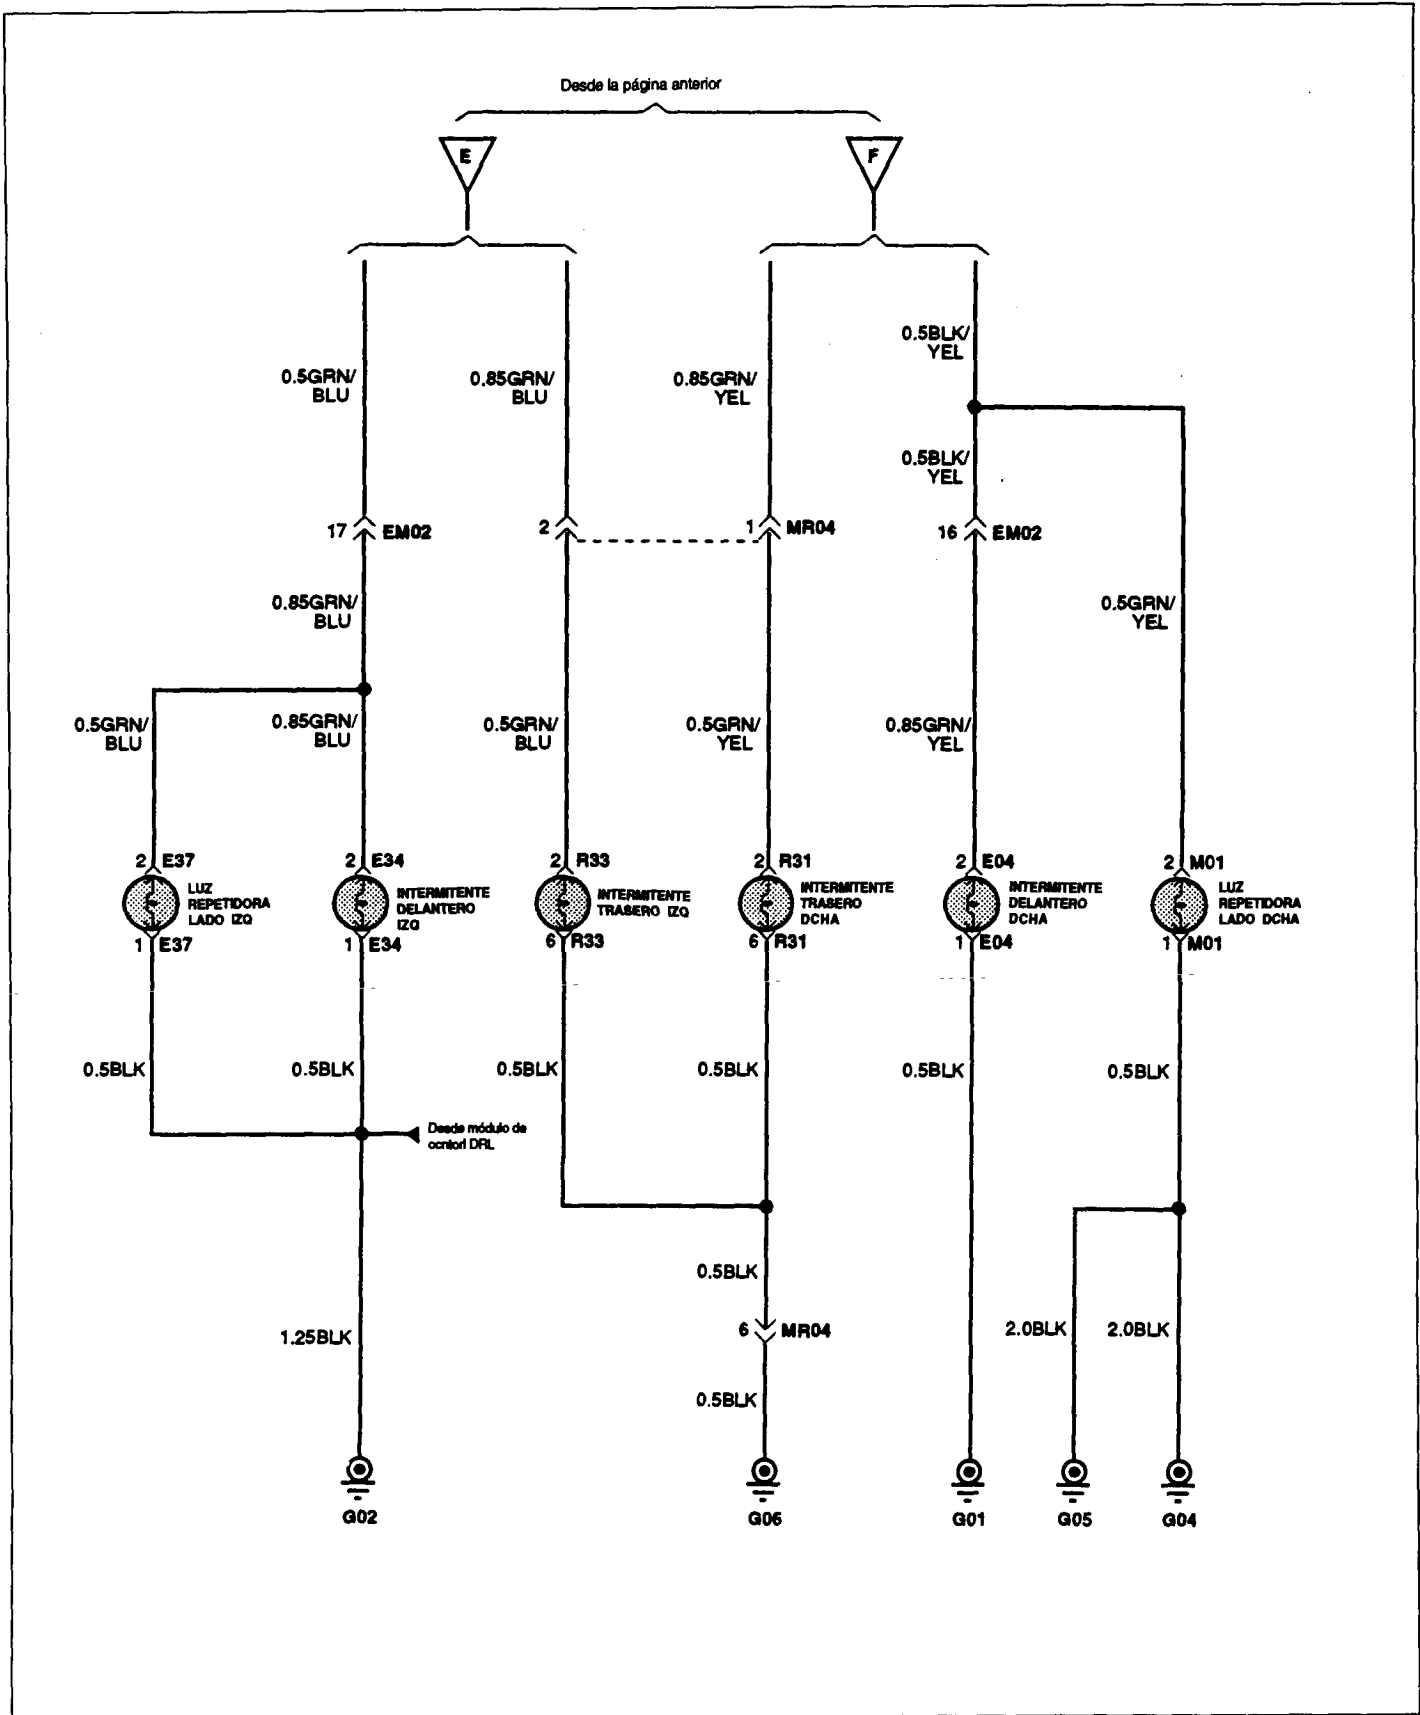 Desde la página anterior
E
F
0.5GRN/
BLU
0.85GRN/
BLU
0.85GRN/
YEL
0.5BLK/
YEL
0.5BLK/
YEL
17
EM02
2
1
MR04
16
EM02
0.85GRN/
BLU
0.5GRN/
YEL
0.5GRN/
BLU
0.85GRN/
BLU
0.5GRN/
BLU
0.5GRN/
YEL
0.85GRN/
YEL
2 E37
2 E34
2 R33
2 R31
2 E04
2 M01
LUZ
REPETIDORA
LADO IZQ
INTERMITENTE
DELANTERO
IZQ
INTERMITENTE
TRASERO IZQ
INTERMITENTE
TRASERO
DCHA
INTERMITENTE
DELANTERO
DCHA
LUZ
REPETIDORA
LADO DCHA
1 E37
1 E34
6 R33
6 R31
1 E04
1 M01
0.5BLK
0.5BLK
0.5BLK
0.5BLK
0.5BLK
0.5BLK
Desde módulo de
ocntorl DRL
0.5BLK
1.25BLK
6
MR04
2.0BLK
2.0BLK
0.5BLK
G02
G06
G01
G05
G04